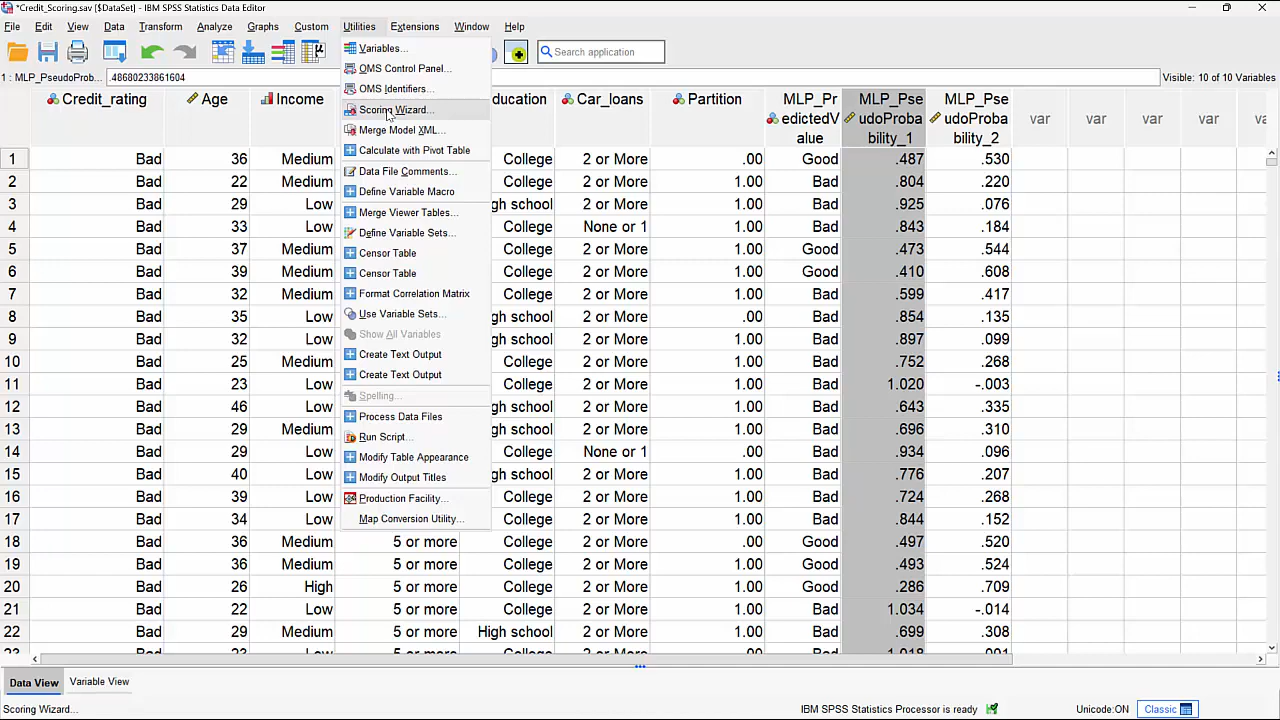 *Credit_Scoring.sav [$DataSet] - IBM SPSS Statistics Data Editor
File Edit View Data Transform Analyze Graphs Custom Utilities Extensions Window Help
Search application
1 : MLP_PseudoProb... .48680233861604 Visible: 10 of 10 Variables
Variables...
OMS Control Panel...
OMS Identifiers...
Scoring Wizard...
Merge Model XML...
Calculate with Pivot Table
Data File Comments...
Define Variable Macro
Merge Viewer Tables...
Define Variable Sets...
Censor Table
Censor Table
Format Correlation Matrix
Use Variable Sets...
Show All Variables
Create Text Output
Create Text Output
Spelling...
Process Data Files
Run Script...
Modify Table Appearance
Modify Output Titles
Production Facility...
Map Conversion Utility...
Credit_rating Age Income ducation Car_loans Partition MLP_Pr MLP_Pse MLP_Pse
edictedV udoProba udoProba var var var va
alue bility_1 bility_2
1 Bad 36 Medium College 2 or More .00 Good .487 .530
2 Bad 22 Medium College 2 or More 1.00 Bad .804 .220
3 Bad 29 Low gh school 2 or More 1.00 Bad .925 .076
4 Bad 33 Low College None or 1 1.00 Bad .843 .184
5 Bad 37 Medium College 2 or More 1.00 Good .473 .544
6 Bad 39 Medium College 2 or More 1.00 Good .410 .608
7 Bad 32 Medium College 2 or More 1.00 Bad .599 .417
8 Bad 35 Low gh school 2 or More .00 Bad .854 .135
9 Bad 32 Low gh school 2 or More 1.00 Bad .897 .099
10 Bad 25 Medium College 2 or More 1.00 Bad .752 .268
11 Bad 23 Low College 2 or More 1.00 Bad 1.020 -.003
12 Bad 46 Low gh school 2 or More 1.00 Bad .643 .335
13 Bad 29 Medium gh school 2 or More 1.00 Bad .696 .310
14 Bad 29 Low College None or 1 .00 Bad .934 .096
15 Bad 40 Low gh school 2 or More 1.00 Bad .776 .207
16 Bad 39 Low College 2 or More 1.00 Bad .724 .268
17 Bad 34 Low College 2 or More 1.00 Bad .844 .152
18 Bad 36 Medium 5 or more College 2 or More .00 Good .497 .520
19 Bad 36 Medium 5 or more College 2 or More .00 Good .493 .524
20 Bad 26 High 5 or more College 2 or More 1.00 Good .286 .709
21 Bad 22 Low 5 or more College 2 or More 1.00 Bad 1.034 -.014
22 Bad 29 Medium 5 or more High school 2 or More 1.00 Bad .699 .308
Data View Variable View
Scoring Wizard... IBM SPSS Statistics Processor is ready Unicode:ON Classic